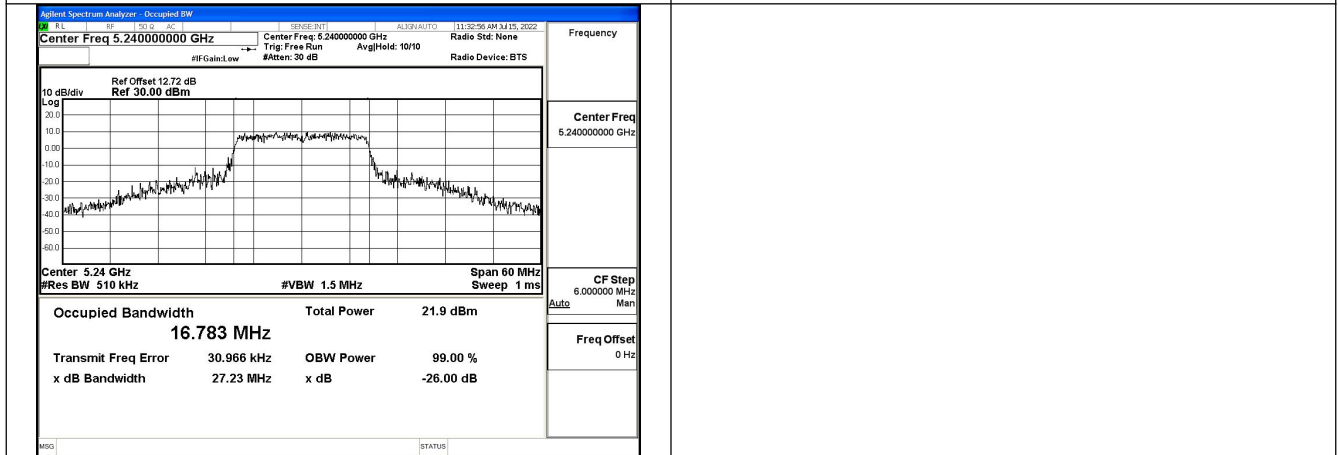 Agilent Spectrum Analyzer - Occupied BW
RL RF 50 Ω AC SENSE:INT ALIGN AUTO 11:32:56 AM Jul 15, 2022
Center Freq 5.240000000 GHz
Center Freq: 5.240000000 GHz
Radio Std: None
Trig: Free Run Avg|Hold: 10/10
#IFGain:Low #Atten: 30 dB Radio Device: BTS
Ref Offset 12.72 dB
10 dB/div Ref 30.00 dBm
Log
20.0
10.0
0.00
-10.0
-20.0
-30.0
-40.0
-50.0
-60.0
Center 5.24 GHz Span 60 MHz
#Res BW 510 kHz #VBW 1.5 MHz Sweep 1 ms
Occupied Bandwidth Total Power 21.9 dBm
16.783 MHz
Transmit Freq Error 30.966 kHz OBW Power 99.00 %
x dB Bandwidth 27.23 MHz x dB -26.00 dB
MSG STATUS
Frequency
Center Freq
5.240000000 GHz
CF Step
6.000000 MHz
Auto Man
Freq Offset
0 Hz